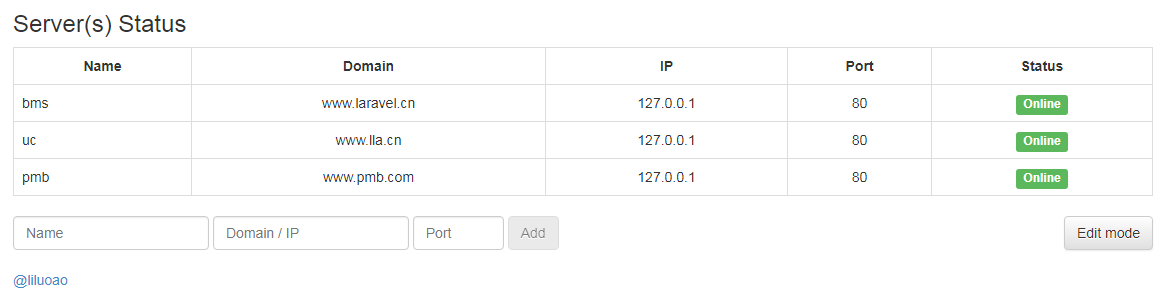 Server(s) Status
Name Domain IP Port Status
bms www.laravel.cn 127.0.0.1 80 Online
uc www.lla.cn 127.0.0.1 80 Online
pmb www.pmb.com 127.0.0.1 80 Online
Name Domain / IP Port Add Edit mode
@liluoao